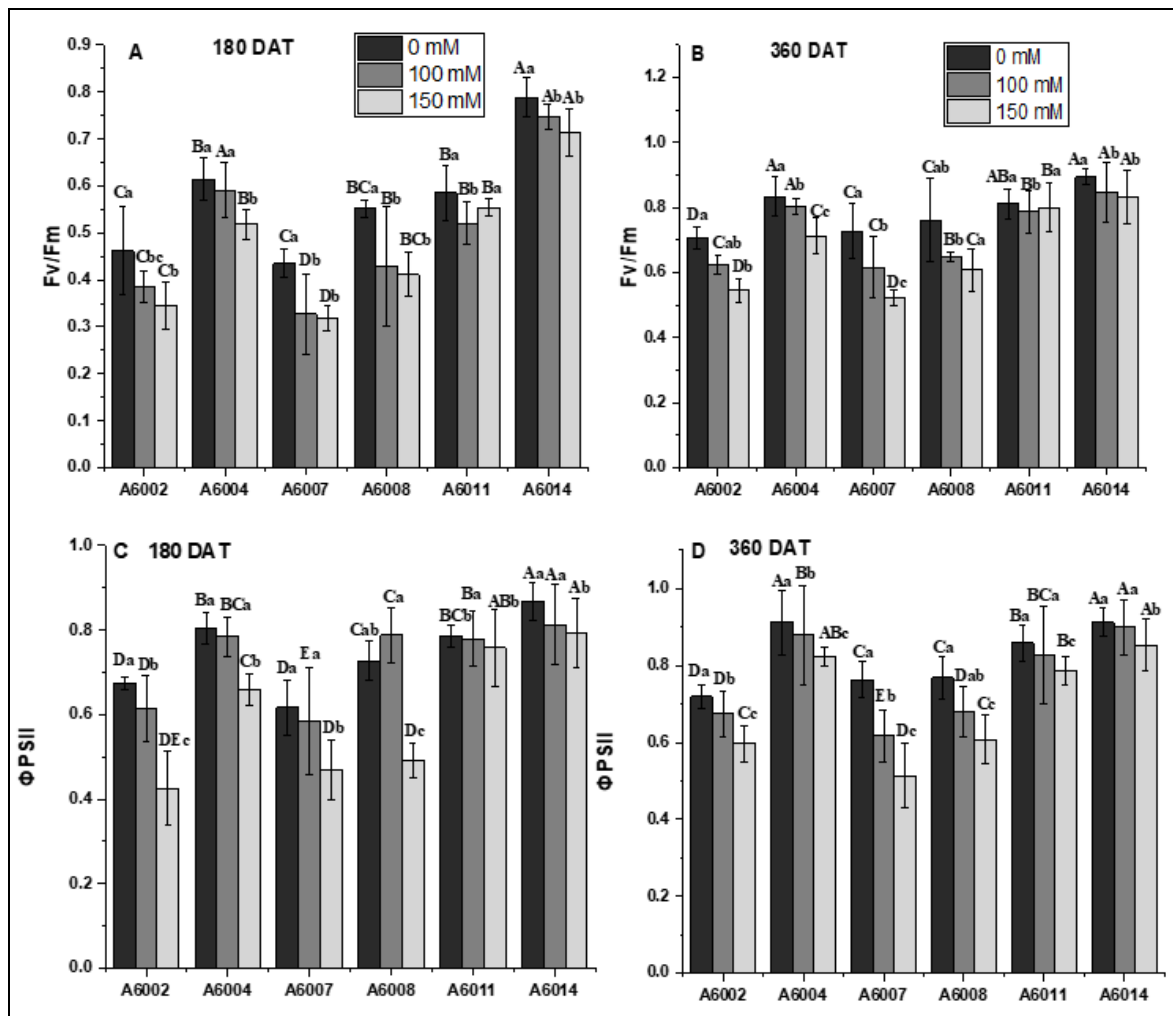 A 180 DAT
0 mM
100 mM
150 mM
Fv/Fm
0.9
0.8
0.7
0.6
0.5
0.4
0.3
0.2
0.1
0.0
Ca Cbc Cb
Ba Aa Bb
Ca Db Db
BCa Bb BCb
Ba Bb Ba
Aa Ab Ab
A6002 A6004 A6007 A6008 A6011 A6014
B 360 DAT
0 mM
100 mM
150 mM
Fv/Fm
1.2
1.0
0.8
0.6
0.4
0.2
0.0
Da Cab Db
Aa Ab Cc
Ca Cb Dc
Cab Bb Ca
ABa Bb Ba
Aa Ab Ab
A6002 A6004 A6007 A6008 A6011 A6014
C 180 DAT
ΦPSII
1.0
0.8
0.6
0.4
0.2
0.0
Da Db DEc
Ba BCa Cb
Da Ea Db
Cab Ca Dc
BCb Ba ABb
Aa Aa Ab
A6002 A6004 A6007 A6008 A6011 A6014
D 360 DAT
ΦPSII
1.0
0.8
0.6
0.4
0.2
0.0
Da Db Cc
Aa Bb ABc
Ca Eb Dc
Ca Dab Cc
Ba BCa Bc
Aa Aa Ab
A6002 A6004 A6007 A6008 A6011 A6014